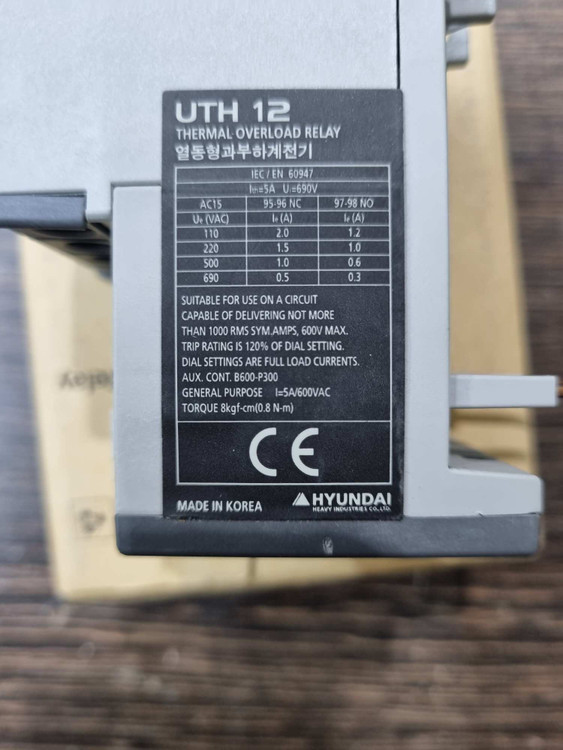 UTH 12
THERMAL OVERLOAD RELAY
열동형과부하계전기
IEC/EN 60947
Ith=5A Ui=690V
AC15 95-96 NC 97-98 NO
Ue (VAC) Ie (A) Ie (A)
110 2.0 1.2
220 1.5 1.0
500 1.0 0.6
690 0.5 0.3
SUITABLE FOR USE ON A CIRCUIT
CAPABLE OF DELIVERING NOT MORE
THAN 1000 RMS SYM.AMPS, 600V MAX.
TRIP RATING IS 120% OF DIAL SETTING.
DIAL SETTINGS ARE FULL LOAD CURRENTS.
AUX. CONT. B600-P300
GENERAL PURPOSE I=5A/600VAC
TORQUE 8kgf-cm(0.8 N-m)
CE
MADE IN KOREA
HYUNDAI
HEAVY INDUSTRIES CO., LTD.